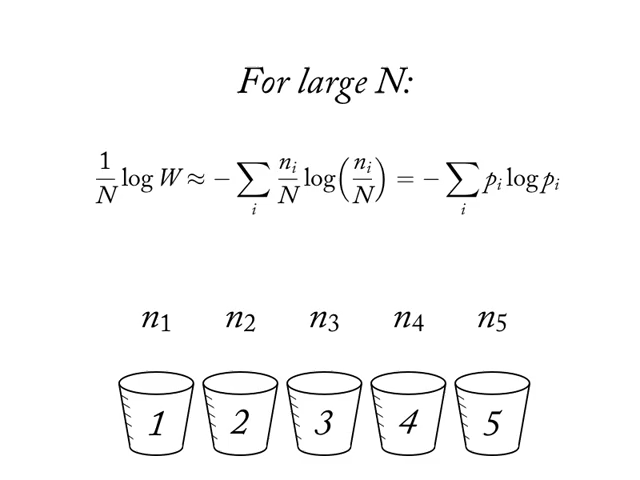 For large N:
1/N log W ≈ − ∑_i n_i/N log(n_i/N) = − ∑_i p_i log p_i
n₁ n₂ n₃ n₄ n₅
1 2 3 4 5